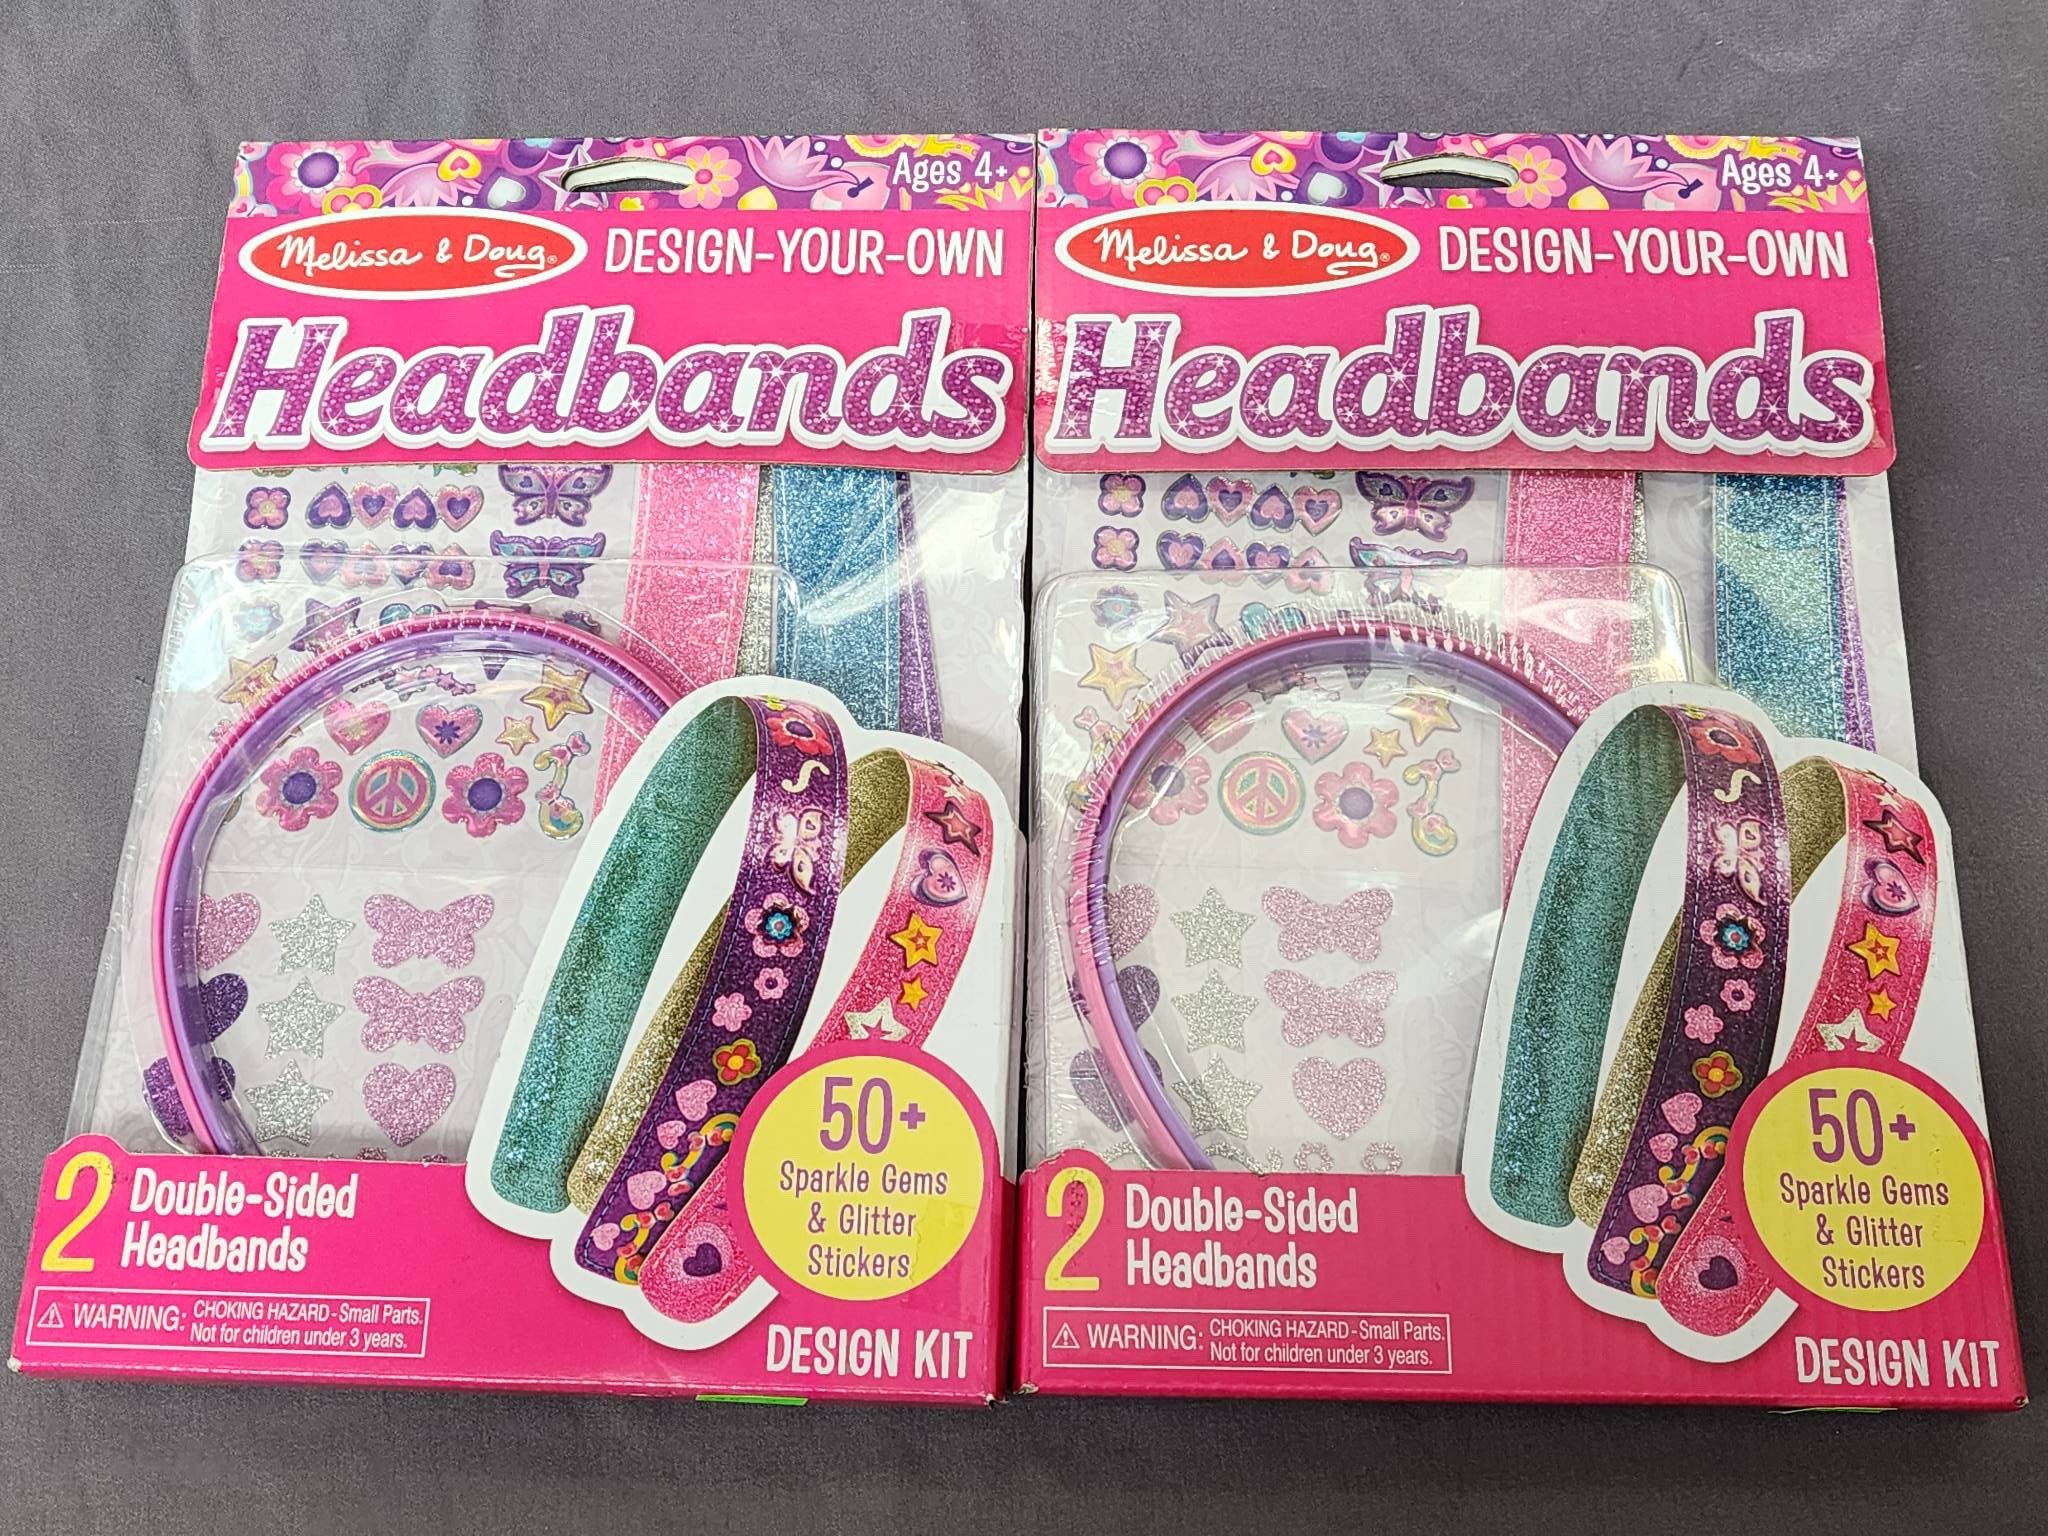 Ages 4+
Melissa & Doug® DESIGN-YOUR-OWN
Headbands
2 Double-Sided
Headbands
50+
Sparkle Gems
& Glitter
Stickers
WARNING: CHOKING HAZARD - Small Parts.
Not for children under 3 years.
DESIGN KIT
Ages 4+
Melissa & Doug® DESIGN-YOUR-OWN
Headbands
2 Double-Sided
Headbands
50+
Sparkle Gems
& Glitter
Stickers
WARNING: CHOKING HAZARD - Small Parts.
Not for children under 3 years.
DESIGN KIT